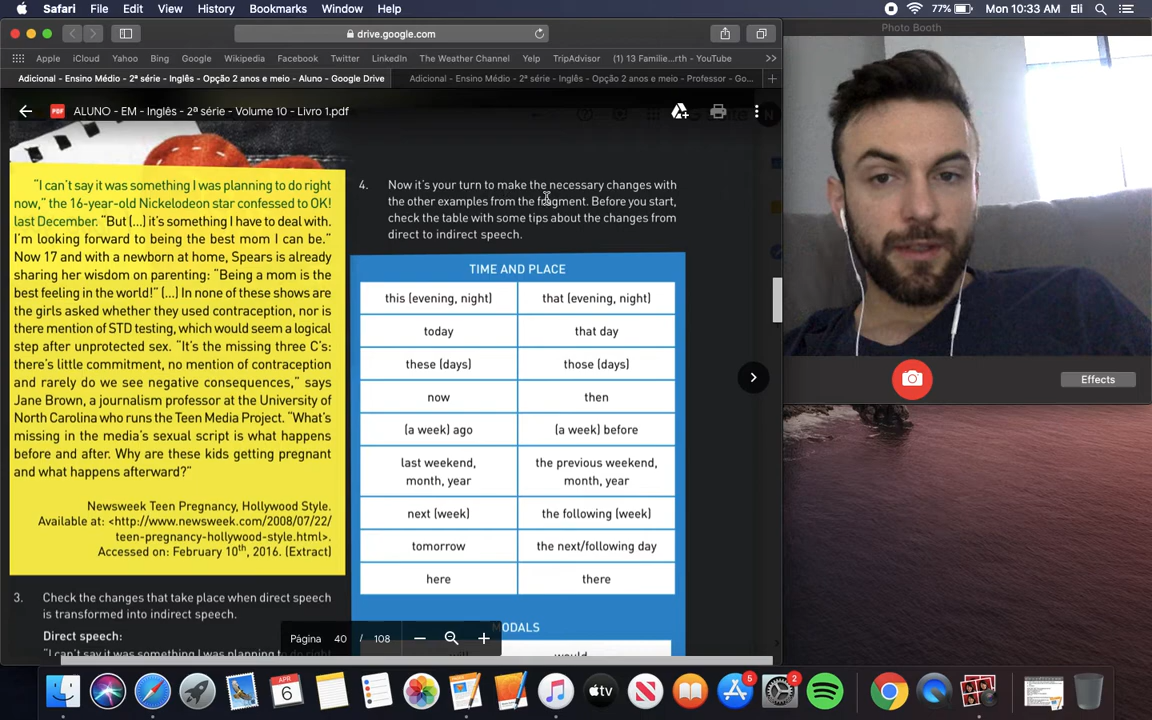 Safari File Edit View History Bookmarks Window Help
77% Mon 10:33 AM Eli
drive.google.com
Photo Booth
Apple iCloud Yahoo Bing Google Wikipedia Facebook Twitter LinkedIn The Weather Channel Yelp TripAdvisor (1) 13 Familie...rth - YouTube >>
Adicional - Ensino Médio - 2ª série - Inglês - Opção 2 anos e meio - Aluno - Google Drive
Adicional - Ensino Médio - 2ª série - Inglês - Opção 2 anos e meio - Professor - Go...
PDF ALUNO - EM - Inglês - 2ª série - Volume 10 - Livro 1.pdf
"I can't say it was something I was planning to do right
now," the 16-year-old Nickelodeon star confessed to OK!
last December. "But (...) it's something I have to deal with.
I'm looking forward to being the best mom I can be."
Now 17 and with a newborn at home, Spears is already
sharing her wisdom on parenting: "Being a mom is the
best feeling in the world!" (...) In none of these shows are
the girls asked whether they used contraception, nor is
there mention of STD testing, which would seem a logical
step after unprotected sex. "It's the missing three C's:
there's little commitment, no mention of contraception
and rarely do we see negative consequences," says
Jane Brown, a journalism professor at the University of
North Carolina who runs the Teen Media Project. "What's
missing in the media's sexual script is what happens
before and after. Why are these kids getting pregnant
and what happens afterward?"
Newsweek Teen Pregnancy, Hollywood Style.
Available at: <http://www.newsweek.com/2008/07/22/
teen-pregnancy-hollywood-style.html>.
Accessed on: February 10th, 2016. (Extract)
3. Check the changes that take place when direct speech
is transformed into indirect speech.
Direct speech:
"I can't say it was something I was planning to do right
4. Now it's your turn to make the necessary changes with
the other examples from the fragment. Before you start,
check the table with some tips about the changes from
direct to indirect speech.
TIME AND PLACE
this (evening, night) that (evening, night)
today that day
these (days) those (days)
now then
(a week) ago (a week) before
last weekend, the previous weekend,
month, year month, year
next (week) the following (week)
tomorrow the next/following day
here there
MODALS
will would
Página 40 / 108
Effects
APR
6
tv
5
2